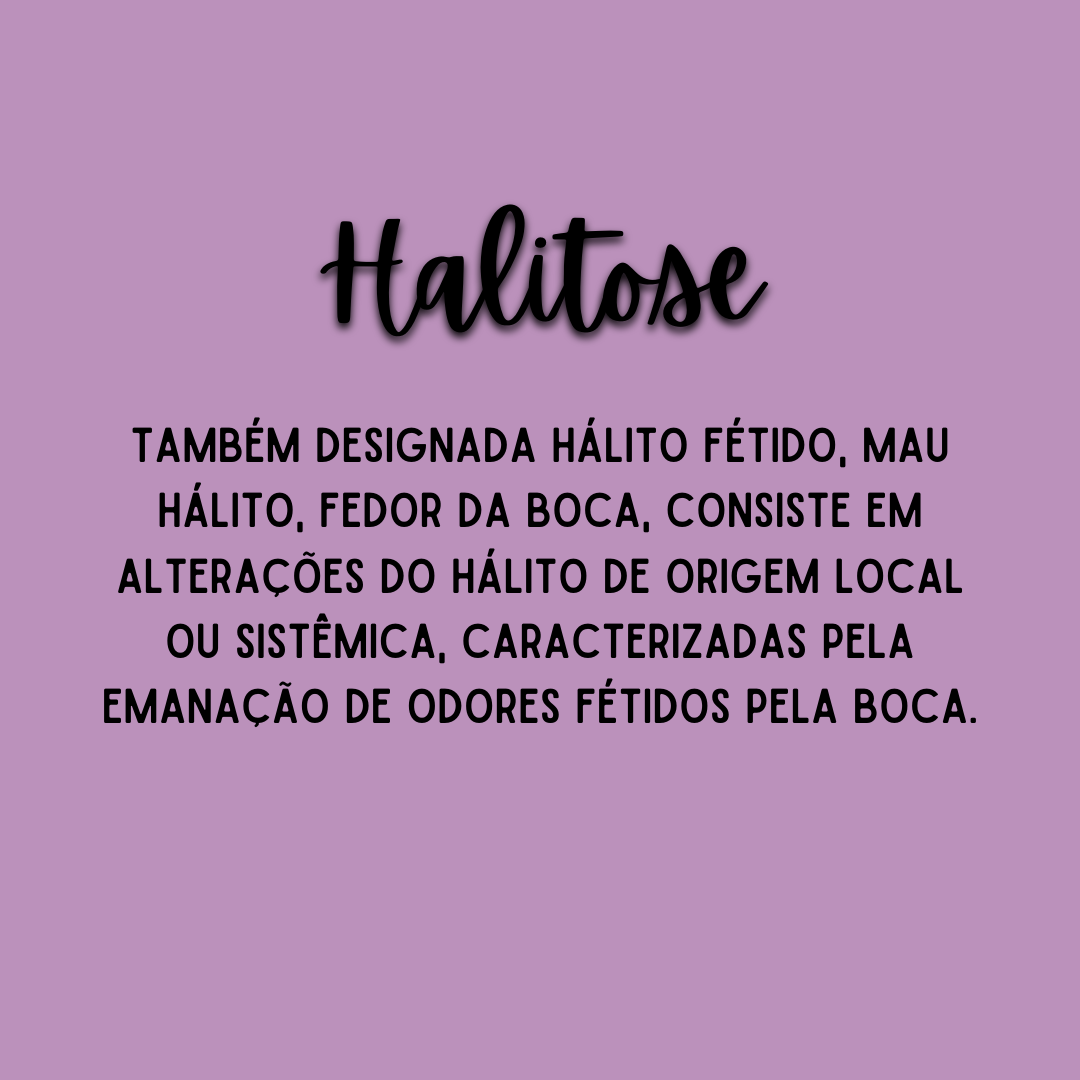 Halitose
TAMBÉM DESIGNADA HÁLITO FÉTIDO, MAU
HÁLITO, FEDOR DA BOCA, CONSISTE EM
ALTERAÇÕES DO HÁLITO DE ORIGEM LOCAL
OU SISTÊMICA, CARACTERIZADAS PELA
EMANAÇÃO DE ODORES FÉTIDOS PELA BOCA.